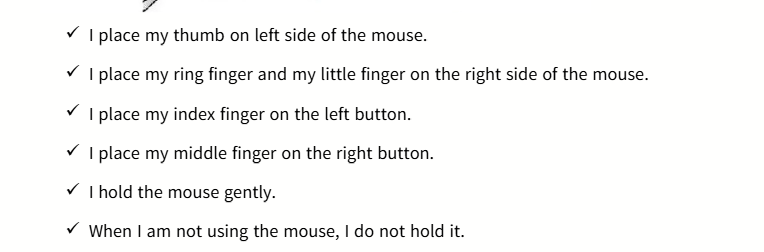 ✓ I place my thumb on left side of the mouse.
✓ I place my ring finger and my little finger on the right side of the mouse.
✓ I place my index finger on the left button.
✓ I place my middle finger on the right button.
✓ I hold the mouse gently.
✓ When I am not using the mouse, I do not hold it.